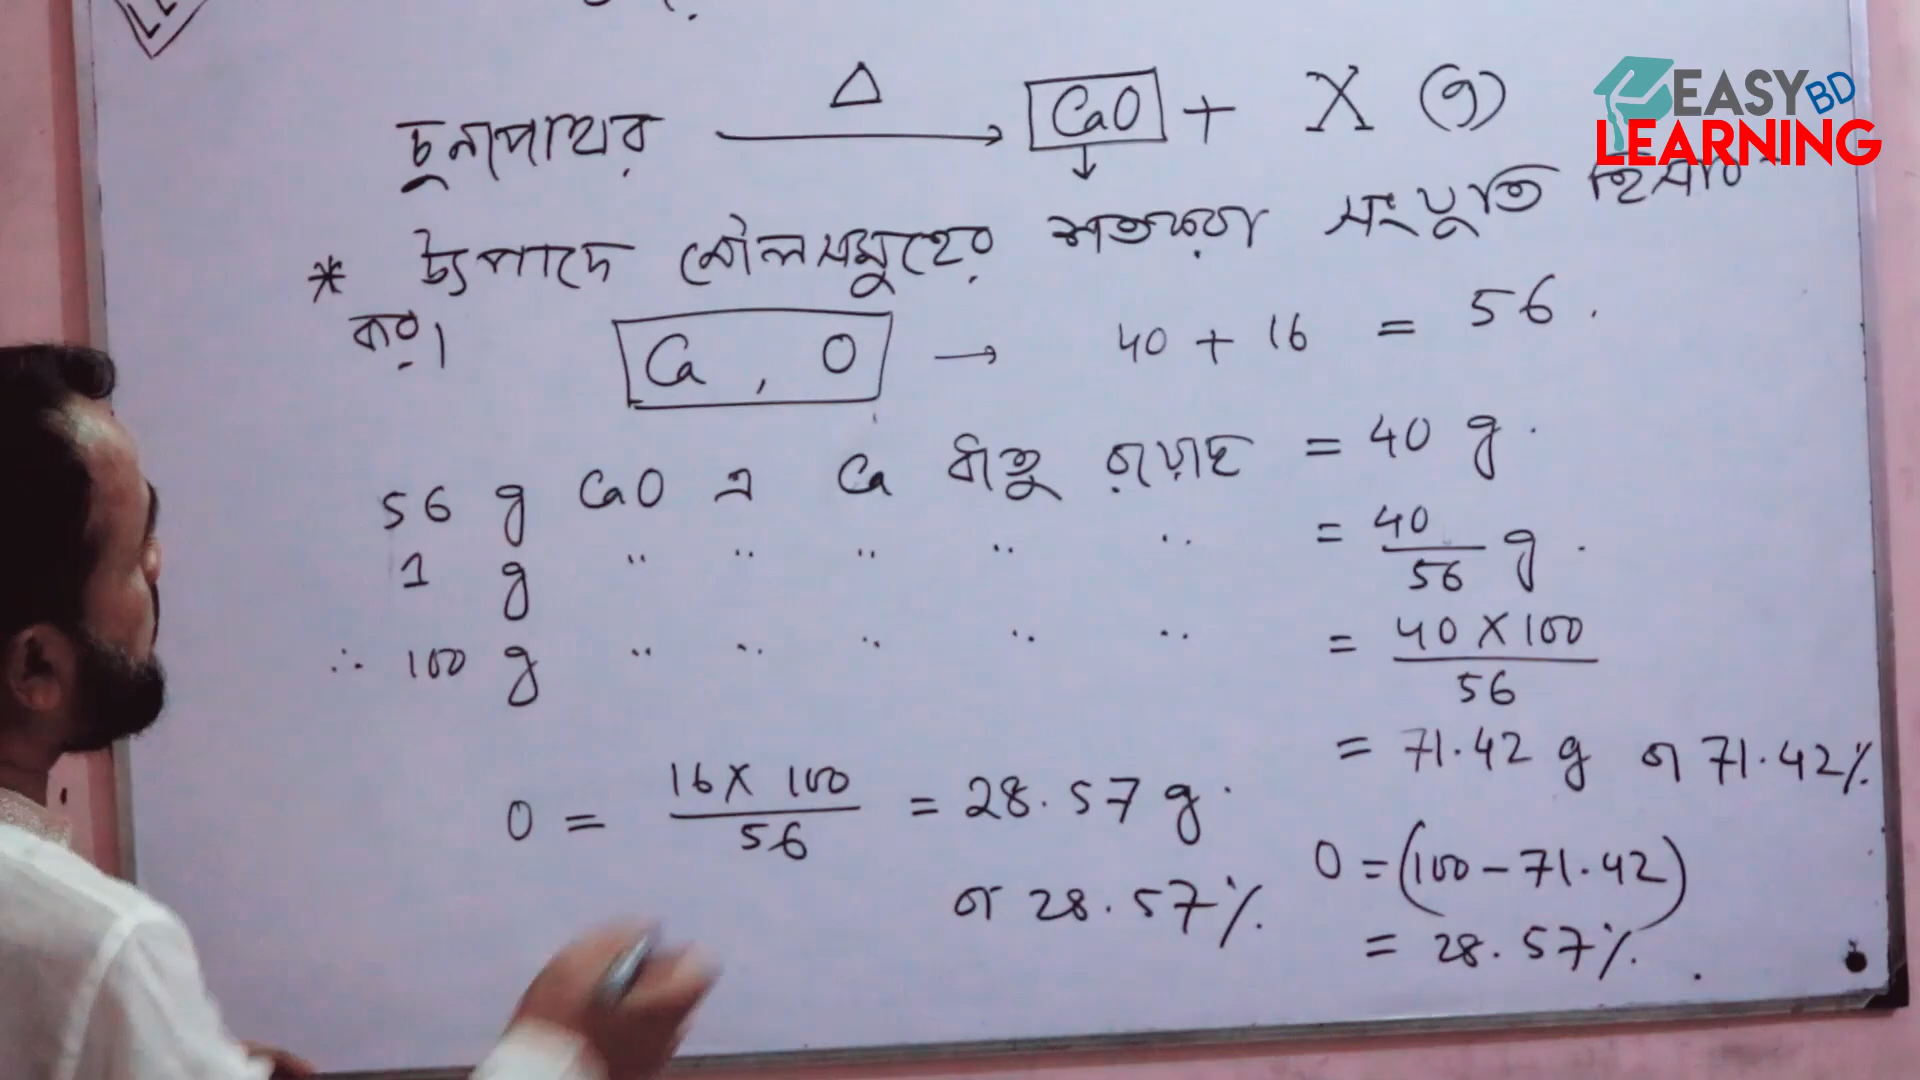 EASY BD
LEARNING
চুনাপাথর —Δ→ CaO + X (g)
* উৎপাদে মৌলসমূহের শতকরা সংযুতি হিসাব
কর।
Ca , O → 40 + 16 = 56 .
56 g CaO এ Ca ধাতু রয়েছে = 40 g .
1 g " " " " " = 40/56 g .
∴ 100 g " " " " " = 40 X 100/56
= 71.42 g বা 71.42%
O = 16 X 100/56 = 28.57 g .
বা 28.57%.
O = (100 - 71.42)
= 28.57%.